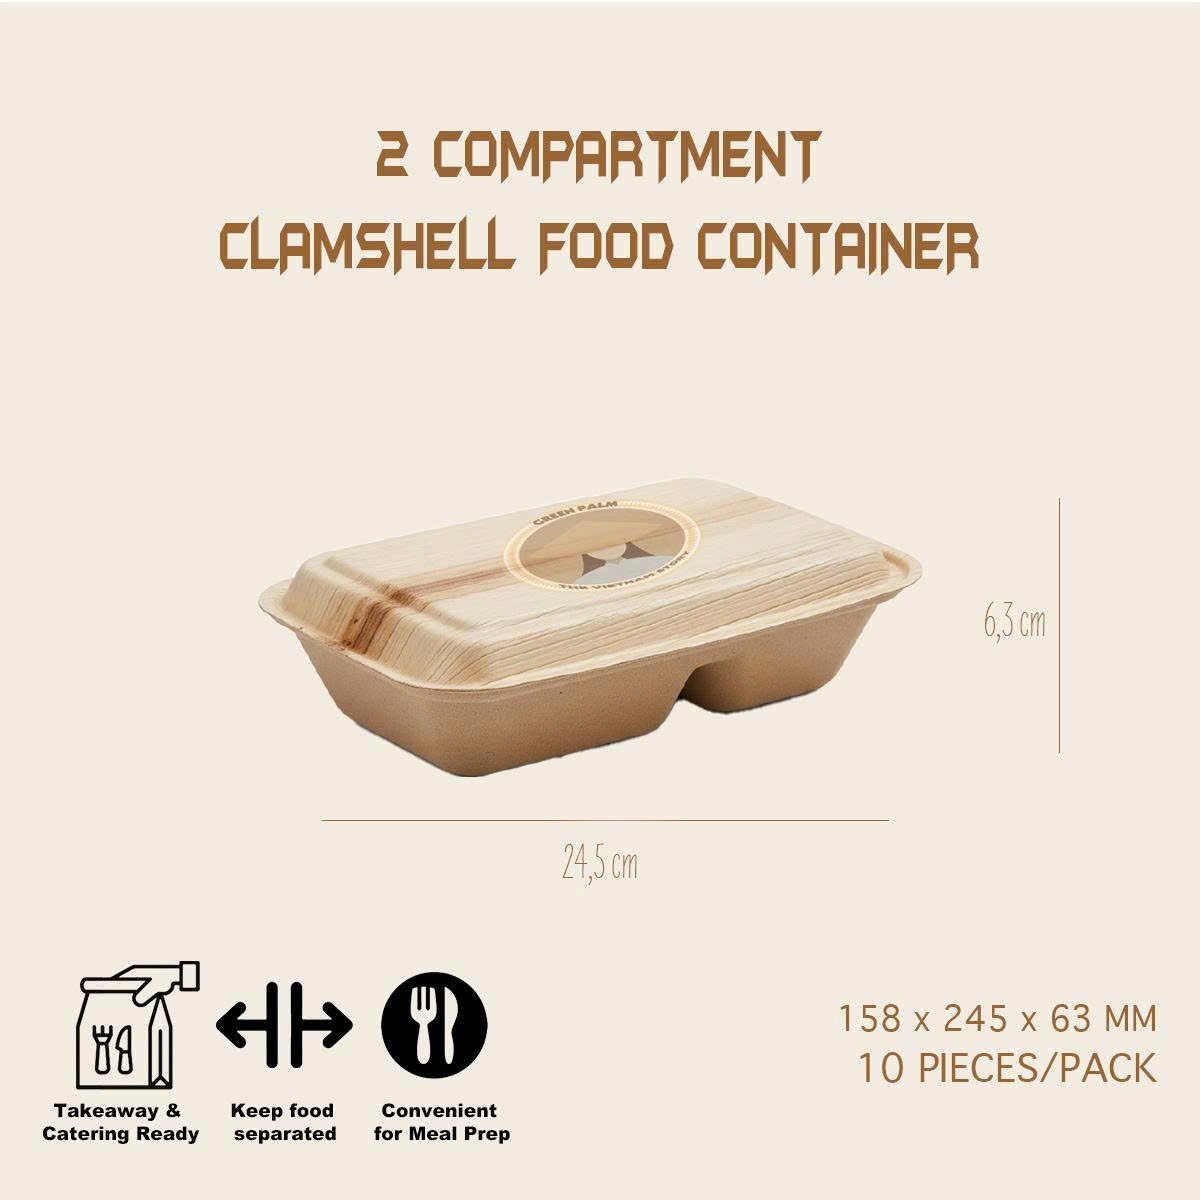 2 COMPARTMENT
CLAMSHELL FOOD CONTAINER
GREEN PALM
THE VIETNAM STORY
6,3 cm
24,5 cm
Takeaway &
Catering Ready
Keep food
separated
Convenient
for Meal Prep
158 x 245 x 63 MM
10 PIECES/PACK